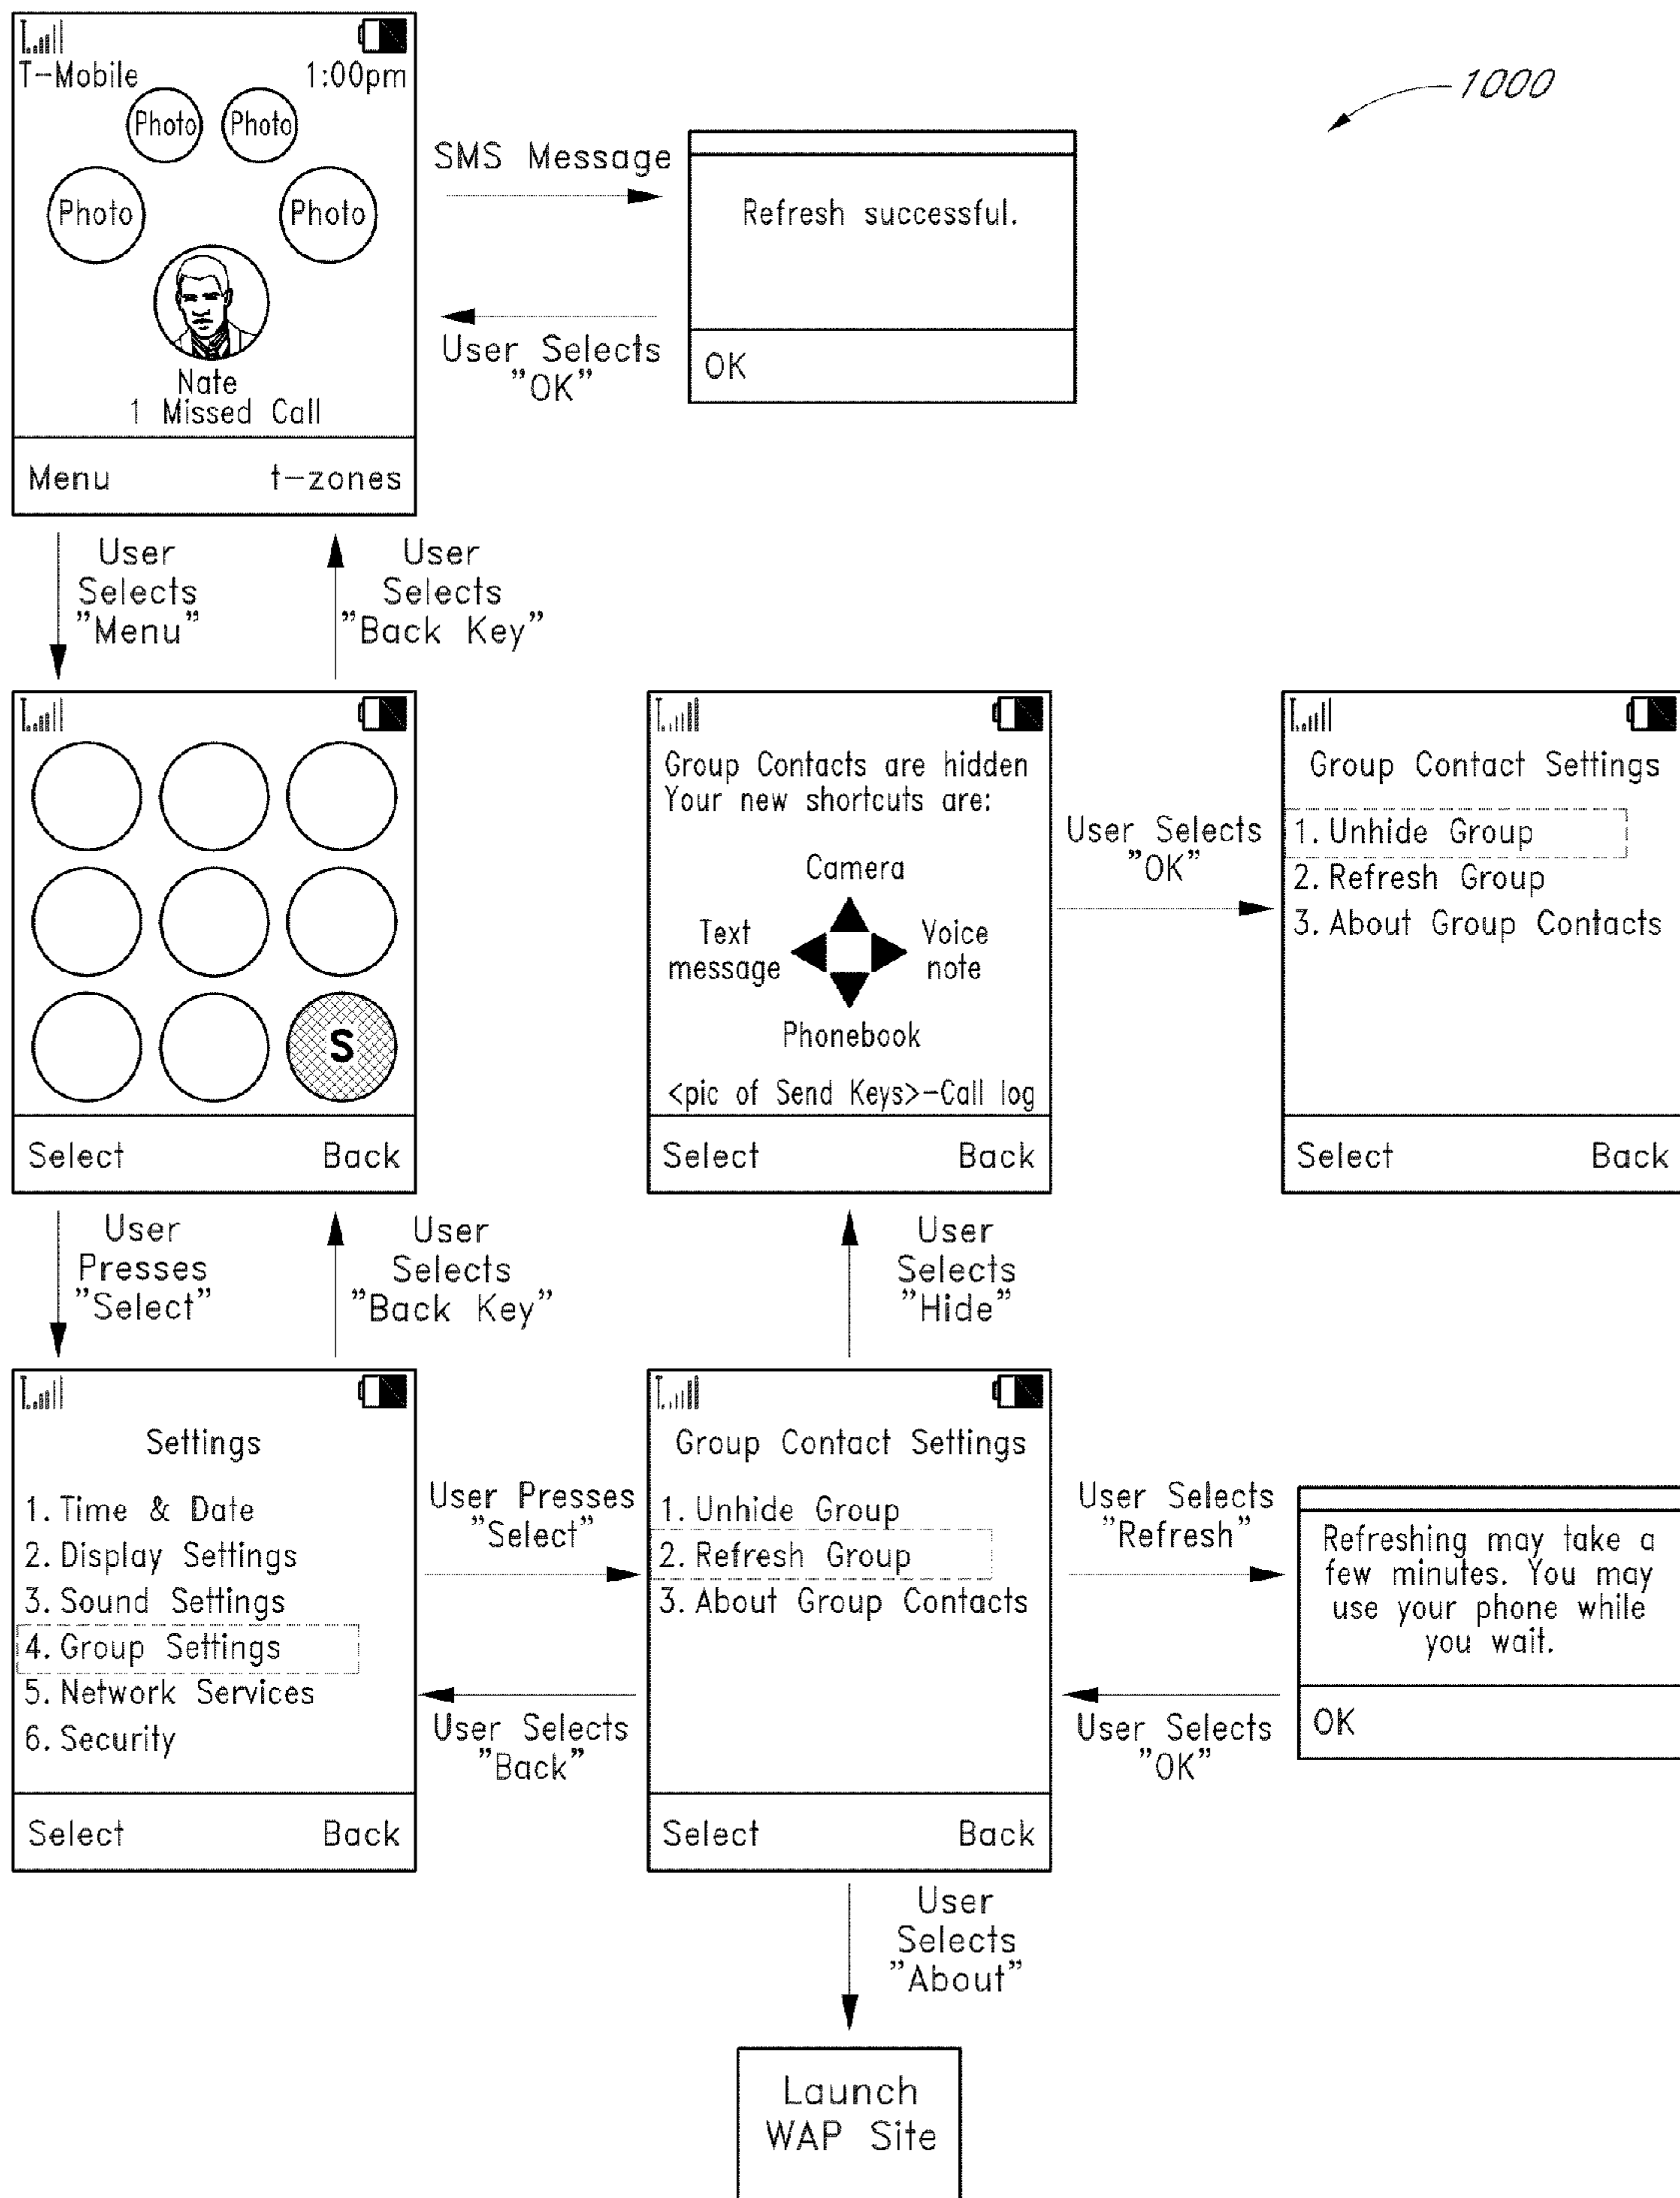 T-Mobile 1:00pm
Photo Photo
Photo Photo
Nate
1 Missed Call
Menu t-zones
SMS Message
User Selects
"OK"
Refresh successful.
OK
1000
User
Selects
"Menu"
User
Selects
"Back Key"
S
Select Back
Group Contacts are hidden
Your new shortcuts are:
Camera
Text
message
Voice
note
Phonebook
<pic of Send Keys>-Call log
Select Back
User Selects
"OK"
Group Contact Settings
1. Unhide Group
2. Refresh Group
3. About Group Contacts
Select Back
User
Presses
"Select"
User
Selects
"Back Key"
User
Selects
"Hide"
Settings
1. Time & Date
2. Display Settings
3. Sound Settings
4. Group Settings
5. Network Services
6. Security
Select Back
User Presses
"Select"
User Selects
"Back"
Group Contact Settings
1. Unhide Group
2. Refresh Group
3. About Group Contacts
Select Back
User Selects
"Refresh"
User Selects
"OK"
Refreshing may take a
few minutes. You may
use your phone while
you wait.
OK
User
Selects
"About"
Launch
WAP Site